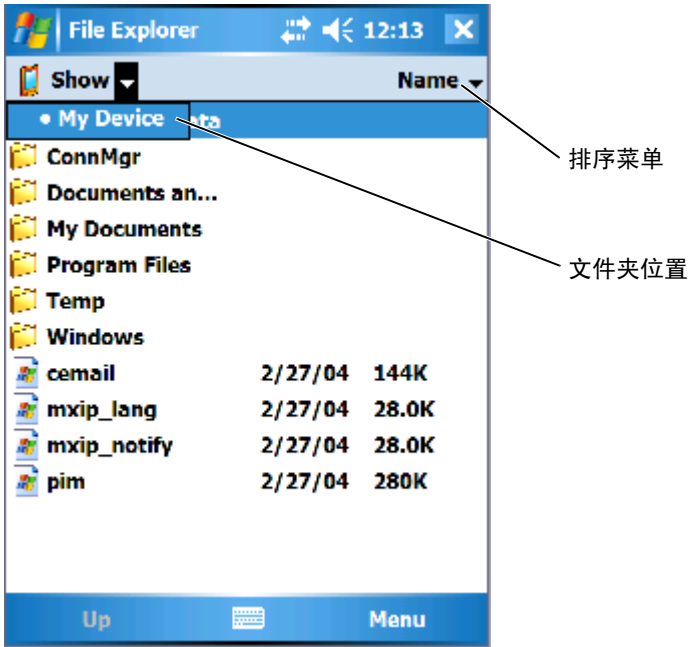 File Explorer 12:13
Show Name
My Device
ConnMgr
Documents an...
My Documents
Program Files
Temp
Windows
cemail 2/27/04 144K
mxip_lang 2/27/04 28.0K
mxip_notify 2/27/04 28.0K
pim 2/27/04 280K
Up Menu
排序菜单
文件夹位置